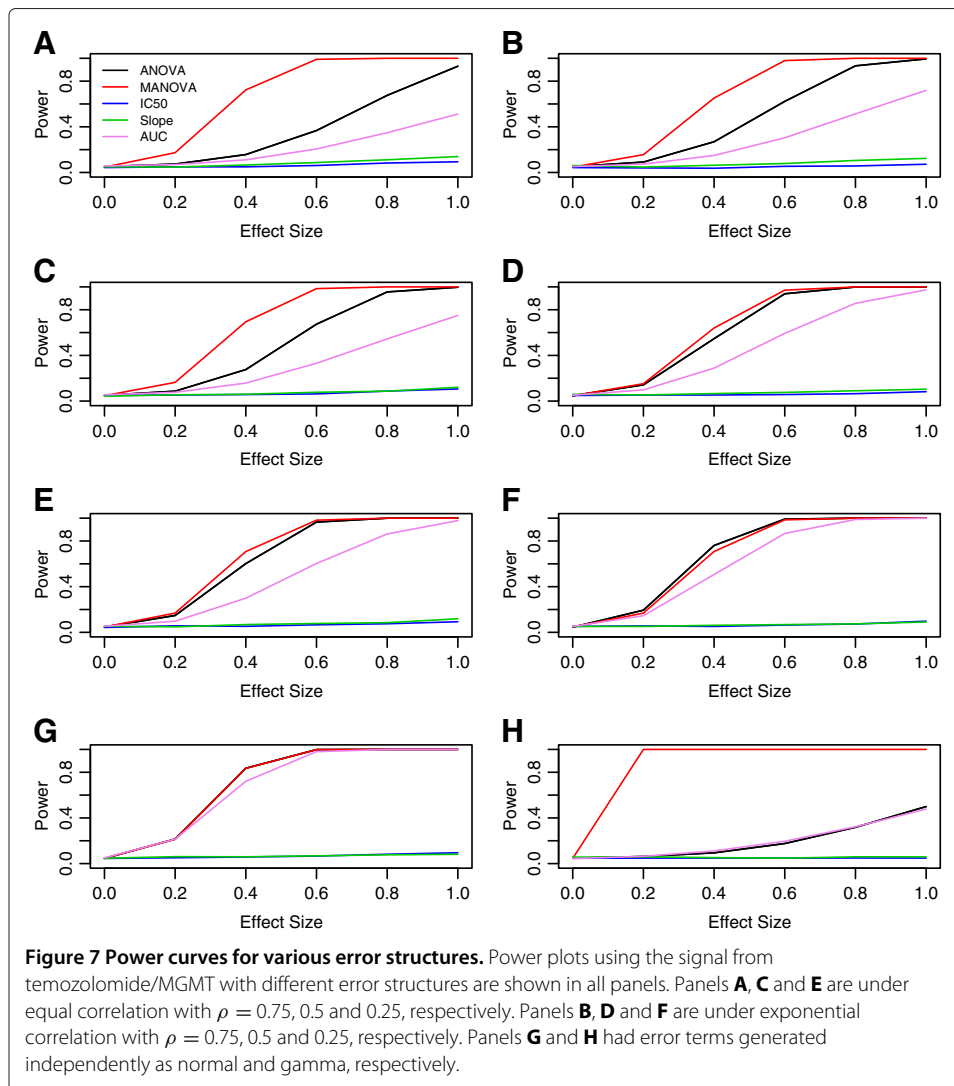 A
B
ANOVA
MANOVA
IC50
Slope
AUC
Power
0.0 0.4 0.8
0.0 0.2 0.4 0.6 0.8 1.0
Effect Size
Power
0.0 0.4 0.8
0.0 0.2 0.4 0.6 0.8 1.0
Effect Size
C
D
Power
0.0 0.4 0.8
0.0 0.2 0.4 0.6 0.8 1.0
Effect Size
Power
0.0 0.4 0.8
0.0 0.2 0.4 0.6 0.8 1.0
Effect Size
E
F
Power
0.0 0.4 0.8
0.0 0.2 0.4 0.6 0.8 1.0
Effect Size
Power
0.0 0.4 0.8
0.0 0.2 0.4 0.6 0.8 1.0
Effect Size
G
H
Power
0.0 0.4 0.8
0.0 0.2 0.4 0.6 0.8 1.0
Effect Size
Power
0.0 0.4 0.8
0.0 0.2 0.4 0.6 0.8 1.0
Effect Size
Figure 7 Power curves for various error structures. Power plots using the signal from
temozolomide/MGMT with different error structures are shown in all panels. Panels A, C and E are under
equal correlation with ρ = 0.75, 0.5 and 0.25, respectively. Panels B, D and F are under exponential
correlation with ρ = 0.75, 0.5 and 0.25, respectively. Panels G and H had error terms generated
independently as normal and gamma, respectively.